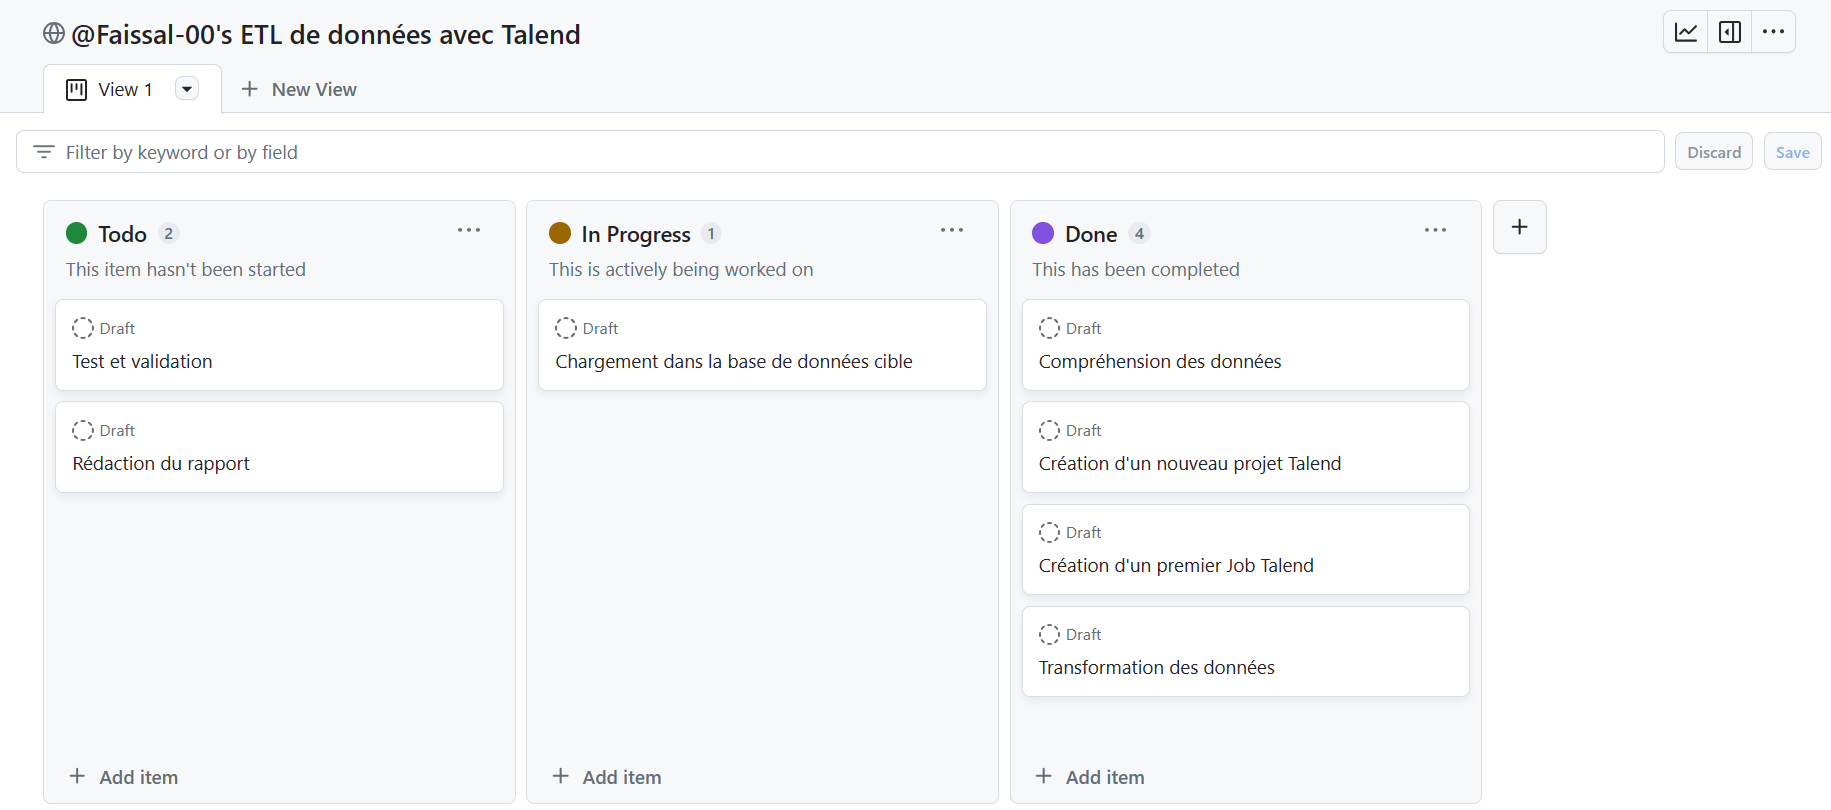 @Faissal-00's ETL de données avec Talend
View 1
New View
Filter by keyword or by field
Discard
Save
Todo 2
This item hasn't been started
Draft
Test et validation
Draft
Rédaction du rapport
Add item
In Progress 1
This is actively being worked on
Draft
Chargement dans la base de données cible
Add item
Done 4
This has been completed
Draft
Compréhension des données
Draft
Création d'un nouveau projet Talend
Draft
Création d'un premier Job Talend
Draft
Transformation des données
Add item